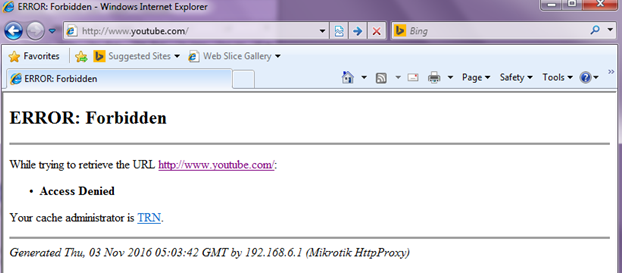 ERROR: Forbidden - Windows Internet Explorer
http://www.youtube.com/
Bing
Favorites
Suggested Sites
Web Slice Gallery
ERROR: Forbidden
Page
Safety
Tools
ERROR: Forbidden
While trying to retrieve the URL http://www.youtube.com/:
• Access Denied
Your cache administrator is TRN.
Generated Thu, 03 Nov 2016 05:03:42 GMT by 192.168.6.1 (Mikrotik HttpProxy)